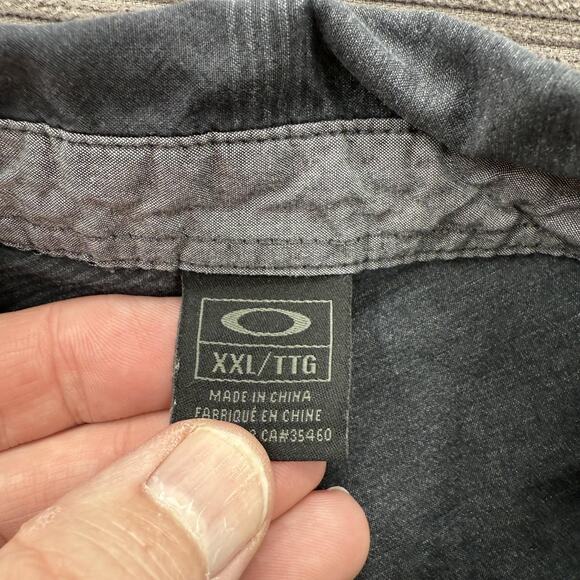 XXL/TTG
MADE IN CHINA
FABRIQUÉ EN CHINE
CA#35460